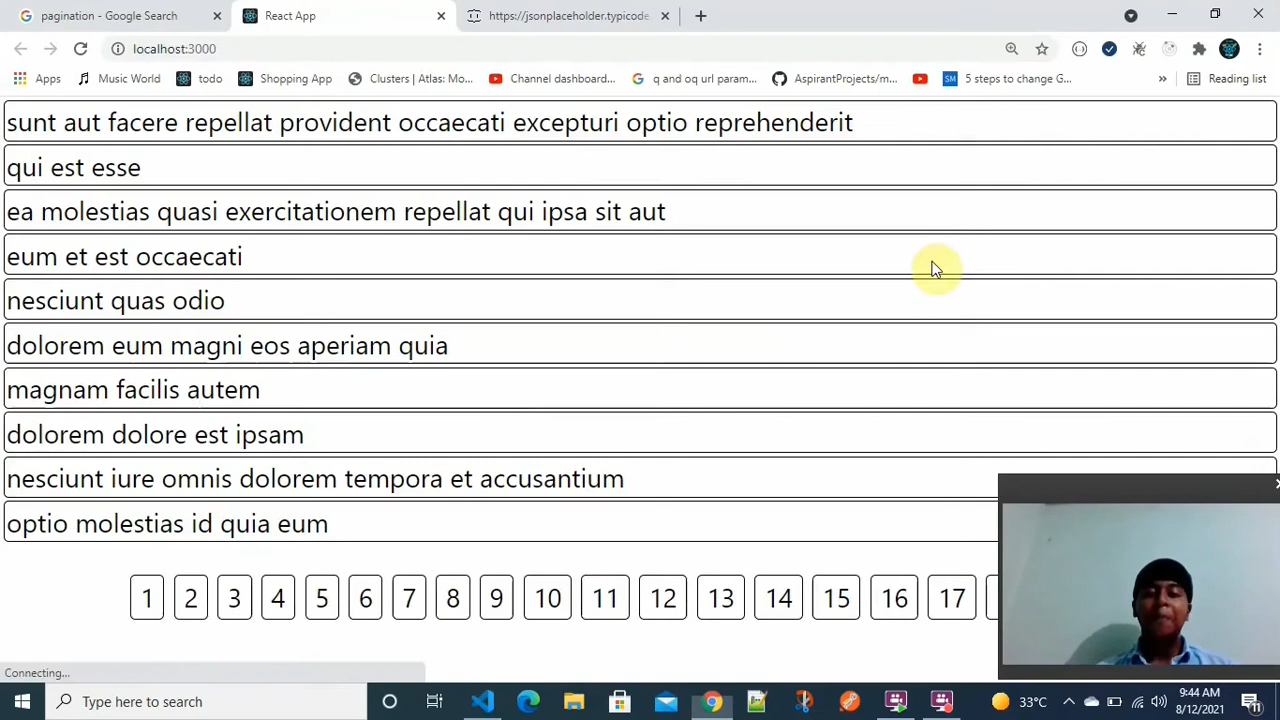 pagination - Google Search
React App
https://jsonplaceholder.typicode
localhost:3000
Apps
Music World
todo
Shopping App
Clusters | Atlas: Mo...
Channel dashboard...
q and oq url param...
AspirantProjects/m...
SM
5 steps to change G...
»
Reading list
sunt aut facere repellat provident occaecati excepturi optio reprehenderit
qui est esse
ea molestias quasi exercitationem repellat qui ipsa sit aut
eum et est occaecati
nesciunt quas odio
dolorem eum magni eos aperiam quia
magnam facilis autem
dolorem dolore est ipsam
nesciunt iure omnis dolorem tempora et accusantium
optio molestias id quia eum
1 2 3 4 5 6 7 8 9 10 11 12 13 14 15 16 17
Connecting...
Type here to search
33°C
9:44 AM
8/12/2021
11